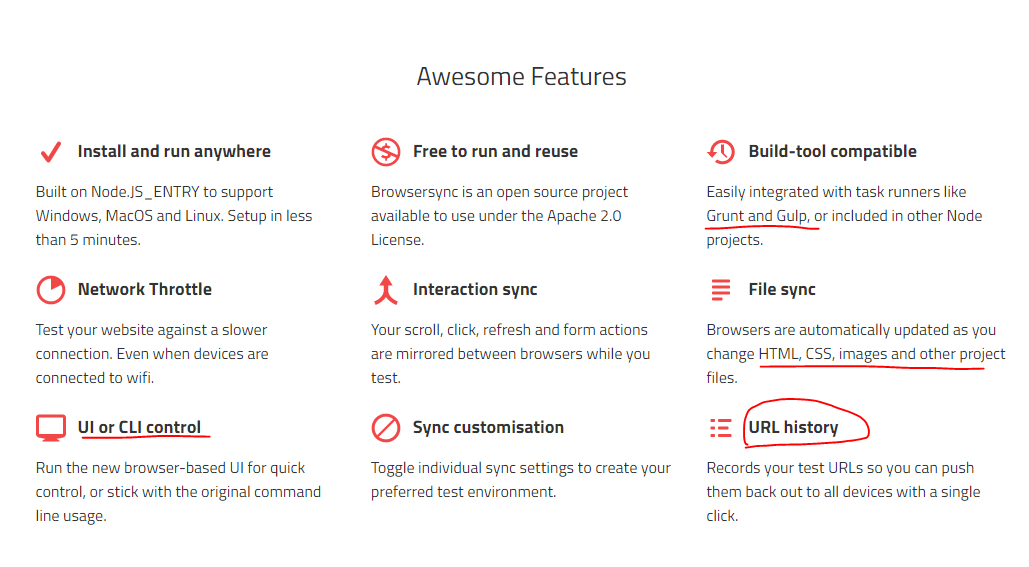 Awesome Features
Install and run anywhere
Built on Node.JS_ENTRY to support
Windows, MacOS and Linux. Setup in less
than 5 minutes.
Free to run and reuse
Browsersync is an open source project
available to use under the Apache 2.0
License.
Build-tool compatible
Easily integrated with task runners like
Grunt and Gulp, or included in other Node
projects.
Network Throttle
Test your website against a slower
connection. Even when devices are
connected to wifi.
Interaction sync
Your scroll, click, refresh and form actions
are mirrored between browsers while you
test.
File sync
Browsers are automatically updated as you
change HTML, CSS, images and other project
files.
UI or CLI control
Run the new browser-based UI for quick
control, or stick with the original command
line usage.
Sync customisation
Toggle individual sync settings to create your
preferred test environment.
URL history
Records your test URLs so you can push
them back out to all devices with a single
click.